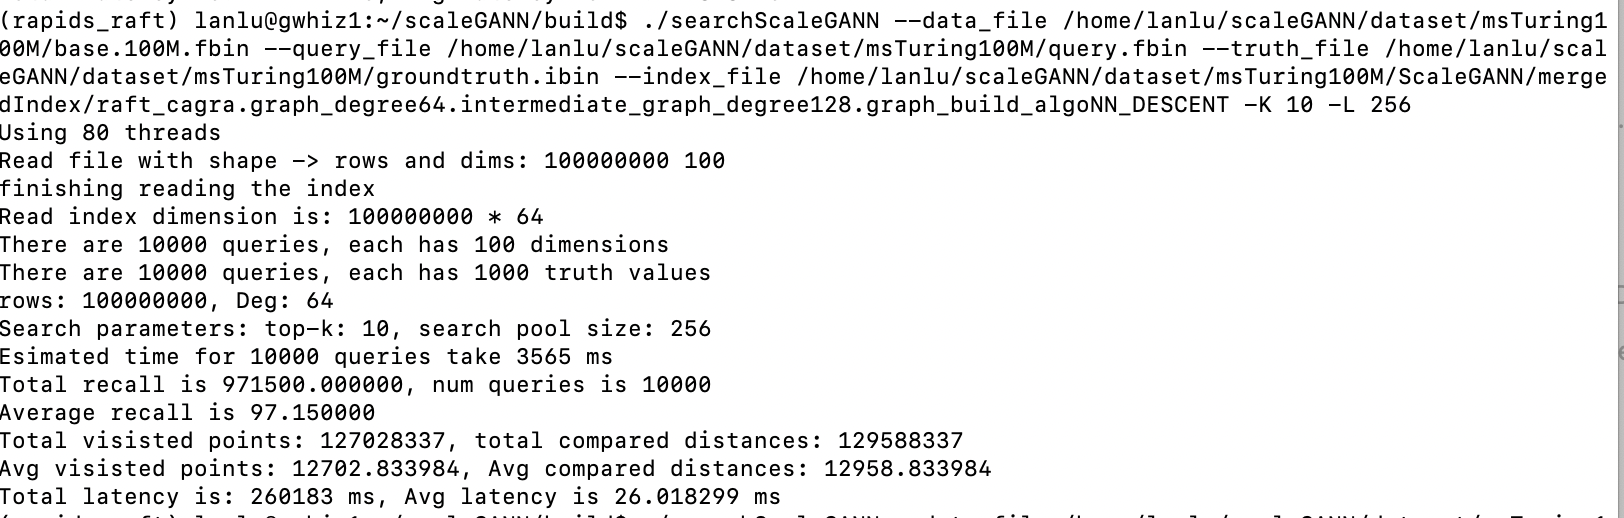 (rapids_raft) lanlu@gwhiz1:~/scaleGANN/build$ ./searchScaleGANN --data_file /home/lanlu/scaleGANN/dataset/msTuring1
00M/base.100M.fbin --query_file /home/lanlu/scaleGANN/dataset/msTuring100M/query.fbin --truth_file /home/lanlu/scal
eGANN/dataset/msTuring100M/groundtruth.ibin --index_file /home/lanlu/scaleGANN/dataset/msTuring100M/ScaleGANN/merge
dIndex/raft_cagra.graph_degree64.intermediate_graph_degree128.graph_build_algoNN_DESCENT -K 10 -L 256
Using 80 threads
Read file with shape -> rows and dims: 100000000 100
finishing reading the index
Read index dimension is: 100000000 * 64
There are 10000 queries, each has 100 dimensions
There are 10000 queries, each has 1000 truth values
rows: 100000000, Deg: 64
Search parameters: top-k: 10, search pool size: 256
Esimated time for 10000 queries take 3565 ms
Total recall is 971500.000000, num queries is 10000
Average recall is 97.150000
Total visisted points: 127028337, total compared distances: 129588337
Avg visisted points: 12702.833984, Avg compared distances: 12958.833984
Total latency is: 260183 ms, Avg latency is 26.018299 ms